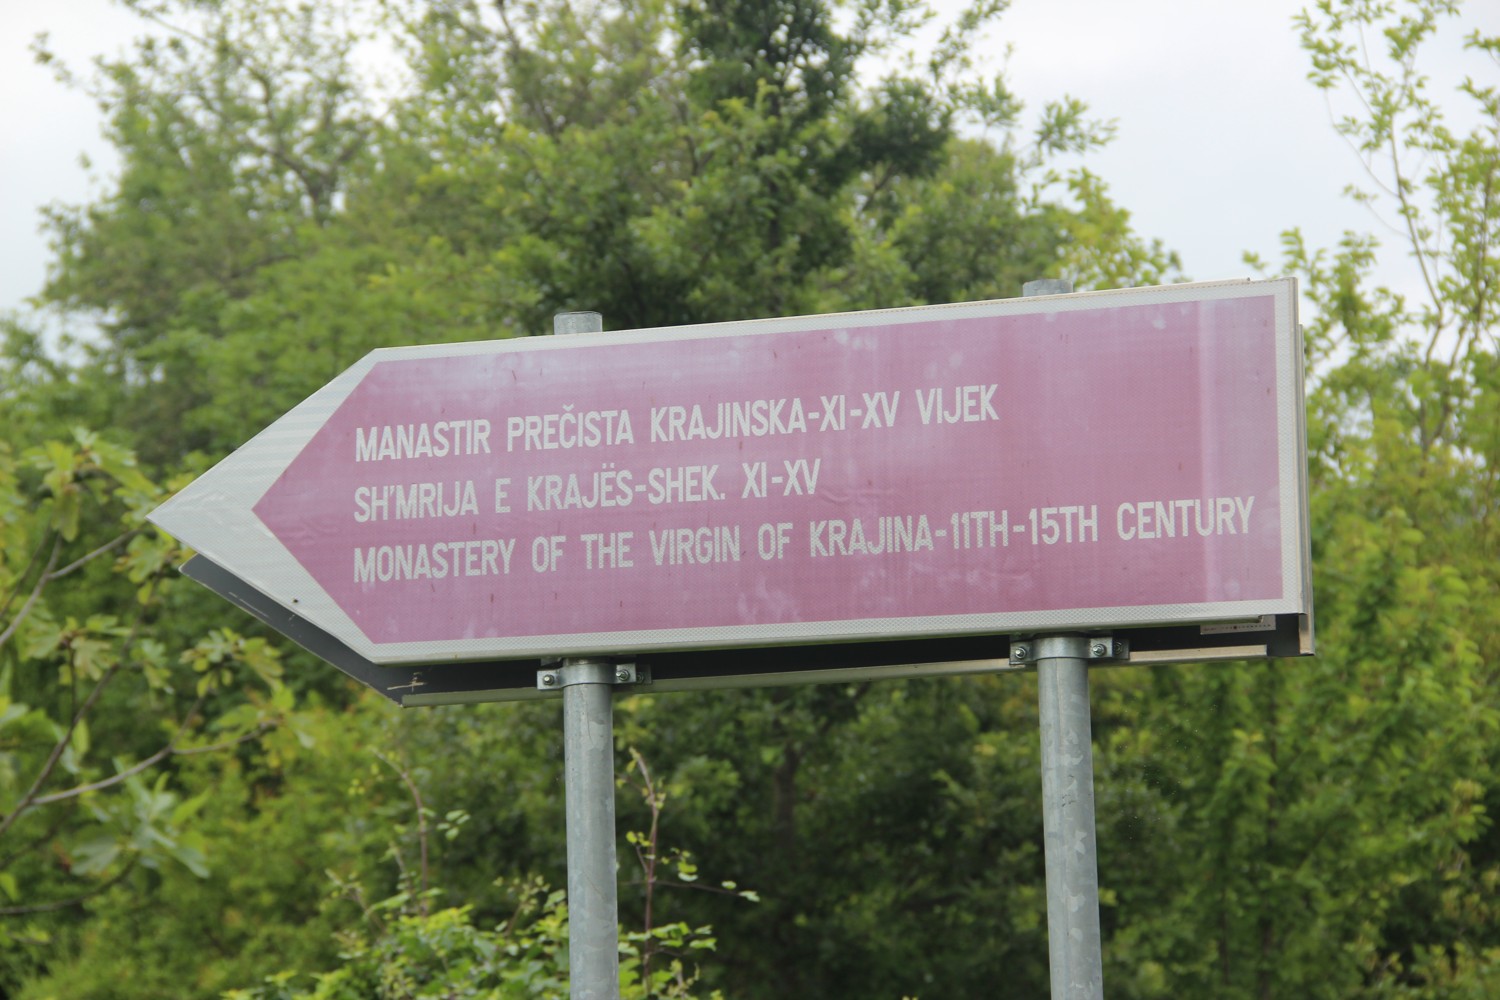 MANASTIR PREČISTA KRAJINSKA-XI-XV VIJEK
SH'MRIJA E KRAJËS-SHEK. XI-XV
MONASTERY OF THE VIRGIN OF KRAJINA-11TH-15TH CENTURY